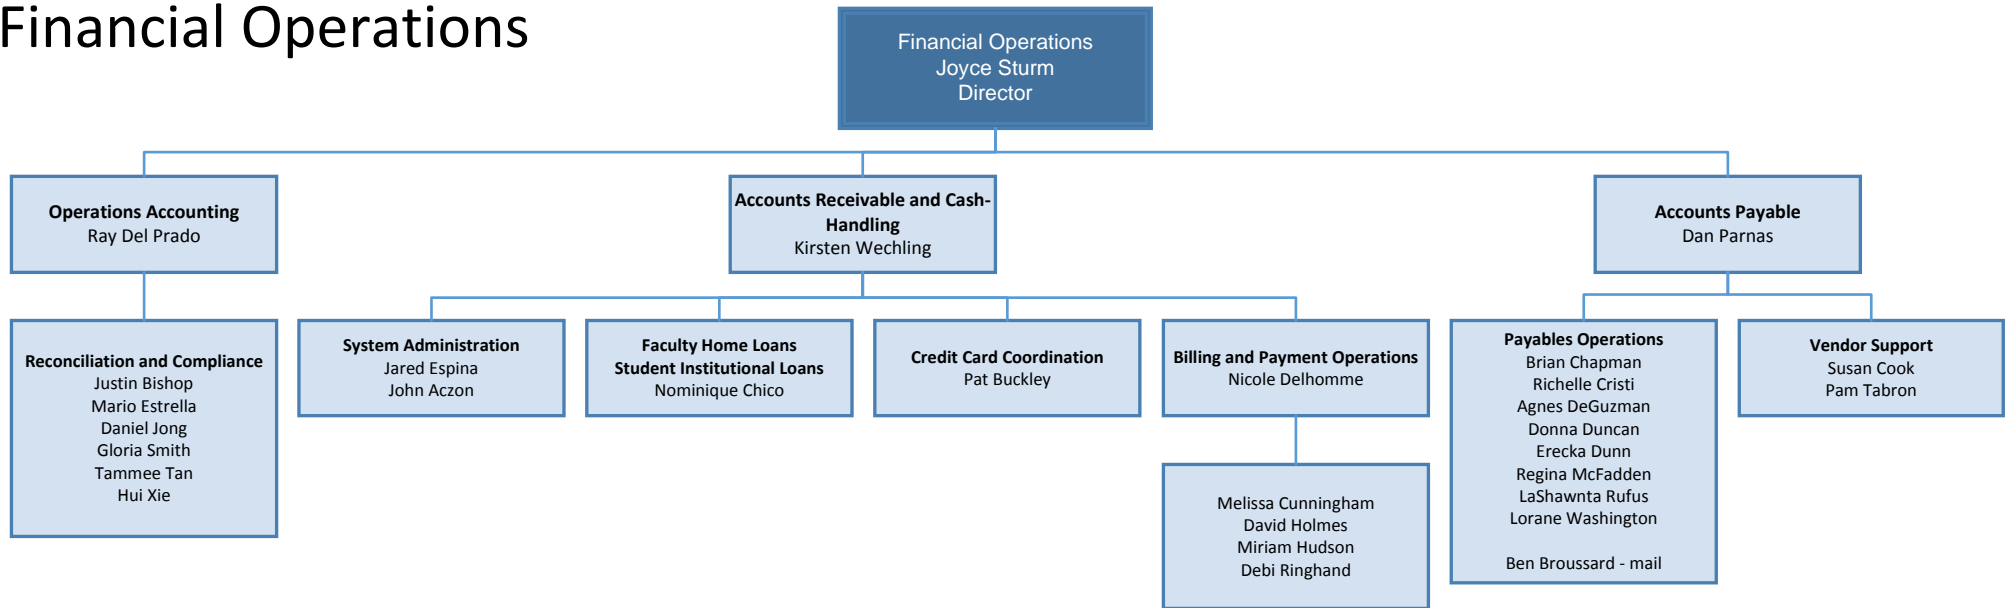 Financial Operations
Financial Operations
Joyce Sturm
Director
Operations Accounting
Ray Del Prado
Accounts Receivable and Cash-
Handling
Kirsten Wechling
Accounts Payable
Dan Parnas
Reconciliation and Compliance
Justin Bishop
Mario Estrella
Daniel Jong
Gloria Smith
Tammee Tan
Hui Xie
System Administration
Jared Espina
John Aczon
Faculty Home Loans
Student Institutional Loans
Nominique Chico
Credit Card Coordination
Pat Buckley
Billing and Payment Operations
Nicole Delhomme
Melissa Cunningham
David Holmes
Miriam Hudson
Debi Ringhand
Payables Operations
Brian Chapman
Richelle Cristi
Agnes DeGuzman
Donna Duncan
Erecka Dunn
Regina McFadden
LaShawnta Rufus
Lorane Washington
Ben Broussard - mail
Vendor Support
Susan Cook
Pam Tabron